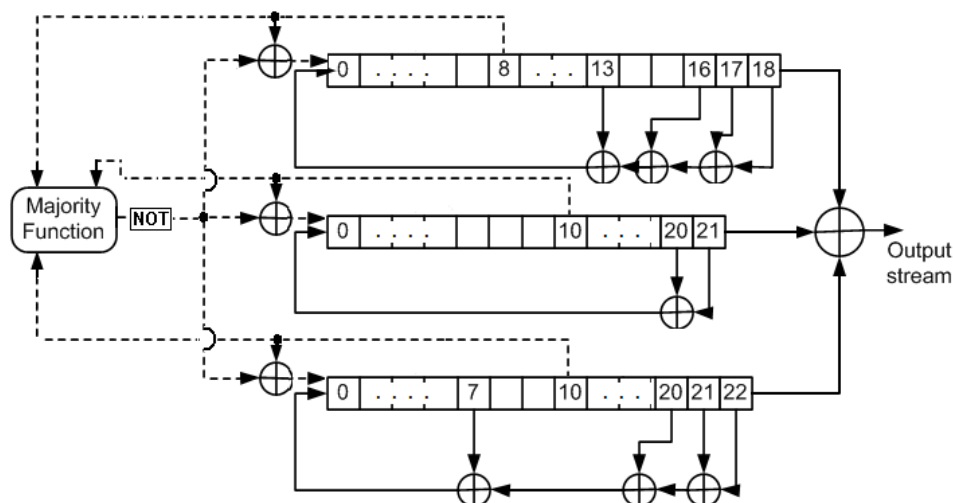 0 . . . . 8 . . . 13 16 17 18
Majority
Function
NOT
0 . . . . 10 . . . 20 21
Output
stream
0 . . . . 7 10 . . . 20 21 22